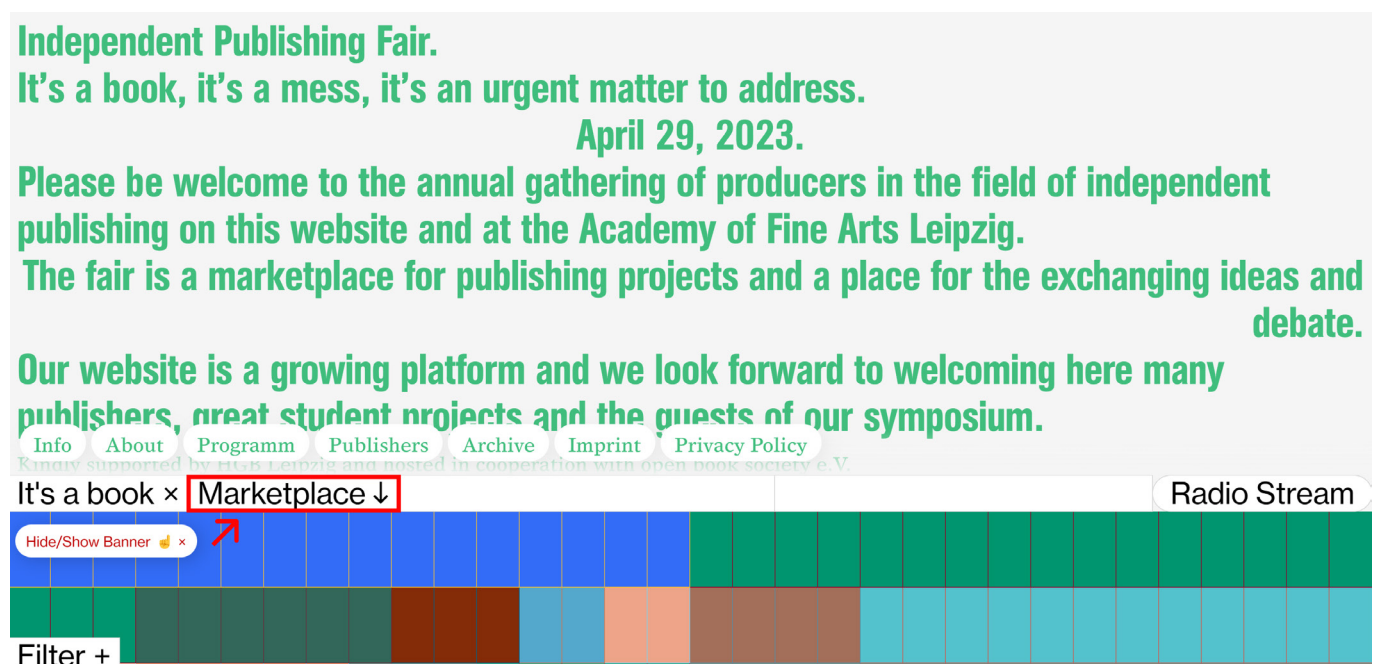 Independent Publishing Fair.
It’s a book, it’s a mess, it’s an urgent matter to address.
April 29, 2023.
Please be welcome to the annual gathering of producers in the field of independent
publishing on this website and at the Academy of Fine Arts Leipzig.
The fair is a marketplace for publishing projects and a place for the exchanging ideas and
debate.
Our website is a growing platform and we look forward to welcoming here many
publishers, great student projects and the guests of our symposium.
Info About Programm Publishers Archive Imprint Privacy Policy
Kindly supported by HGB Leipzig and hosted in cooperation with open book society e.V.
It's a book × Marketplace ↓ Radio Stream
Hide/Show Banner ☝ ×
Filter +